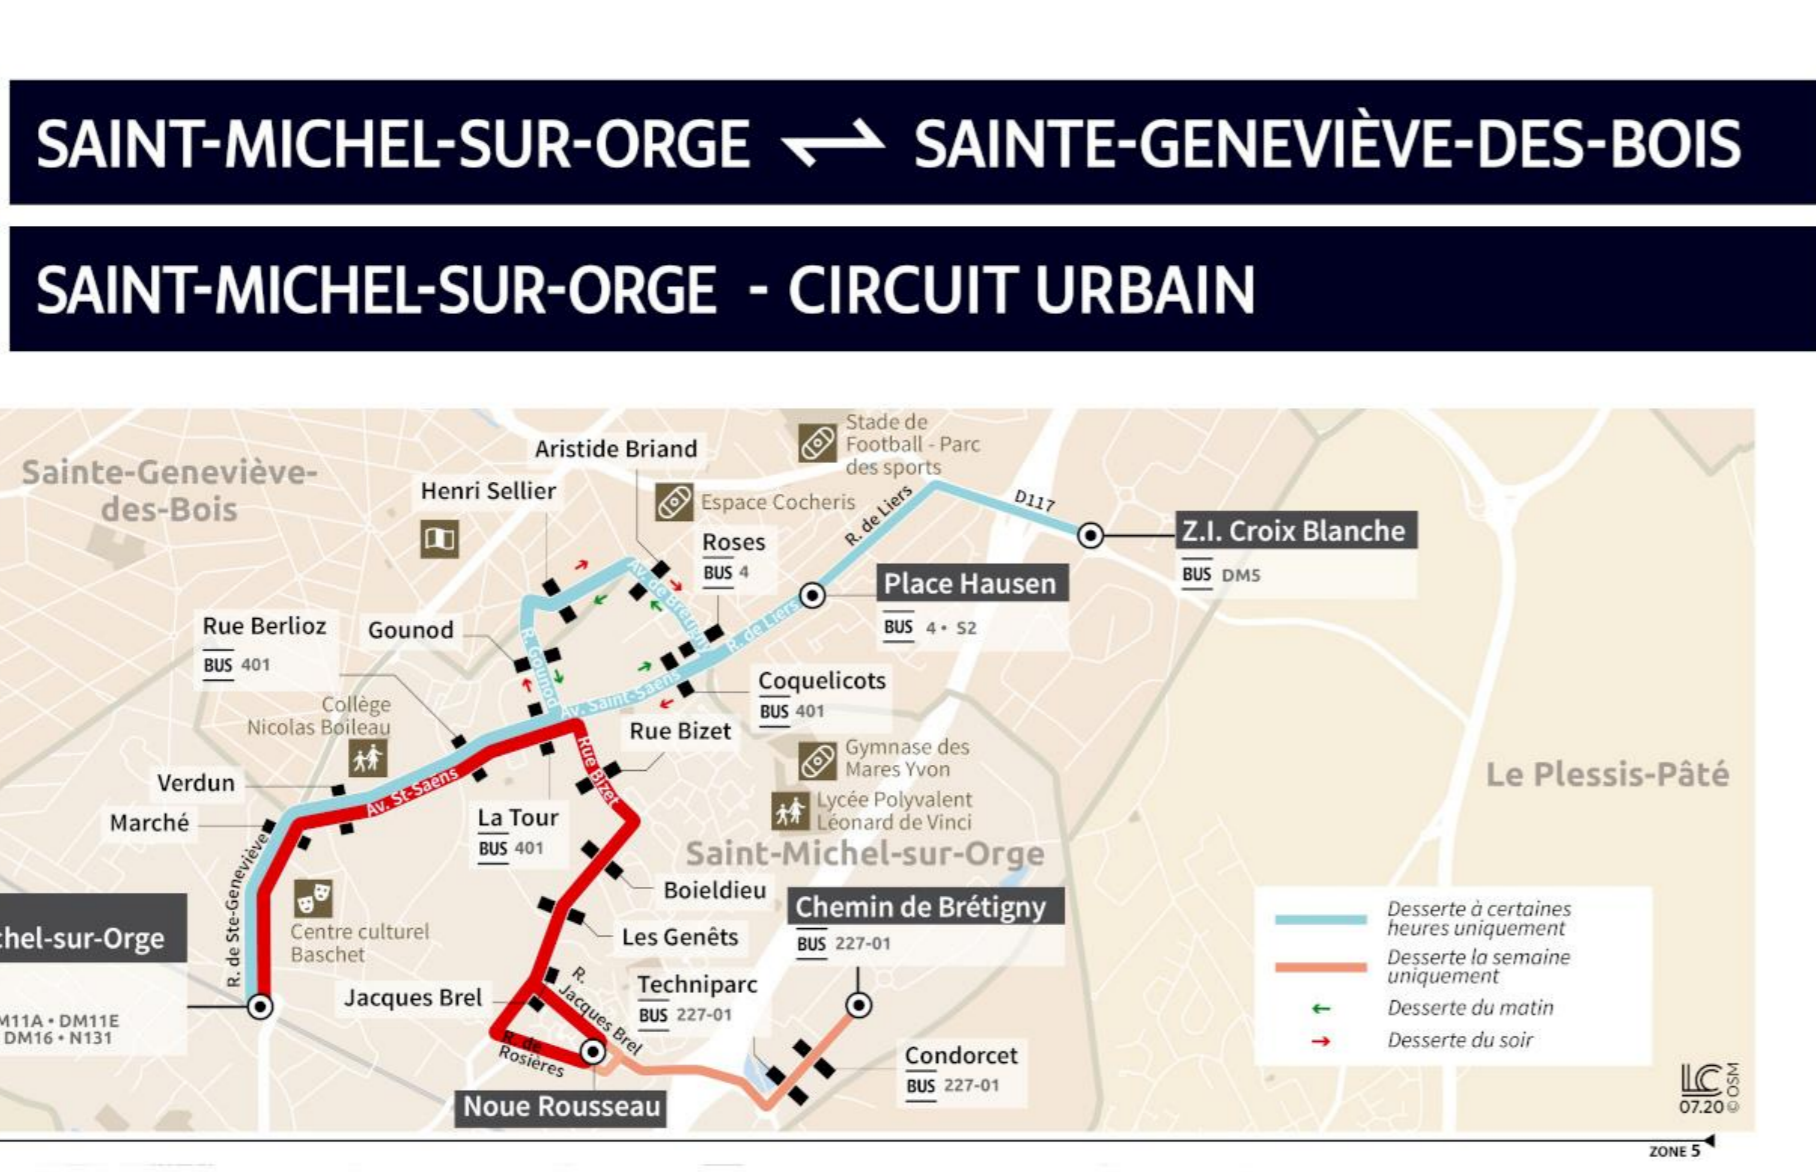 SAINT-MICHEL-SUR-ORGE ⇌ SAINTE-GENEVIÈVE-DES-BOIS
SAINT-MICHEL-SUR-ORGE - CIRCUIT URBAIN
Stade de
Football - Parc
des sports
Aristide Briand
Sainte-Geneviève-
des-Bois
Henri Sellier
Espace Cocheris
R. de Liers
D117
Z.I. Croix Blanche
BUS DM5
Roses
BUS 4
Place Hausen
BUS 4 • S2
Av. de Brétigny
R. de Liers
Rue Berlioz
BUS 401
Gounod
R. Gounod
Av. Saint-Saëns
Coquelicots
BUS 401
Collège
Nicolas Boileau
Rue Bizet
Rue Bizet
Gymnase des
Mares Yvon
Lycée Polyvalent
Léonard de Vinci
Le Plessis-Pâté
Verdun
Av. St-Saëns
Marché
La Tour
BUS 401
Saint-Michel-sur-Orge
R. de Ste-Geneviève
Boieldieu
Chemin de Brétigny
BUS 227-01
Centre culturel
Baschet
Les Genêts
hel-sur-Orge
M11A • DM11E
DM16 • N131
Jacques Brel
R.
Jacques Brel
Techniparc
BUS 227-01
R. de
Rosières
Condorcet
BUS 227-01
Noue Rousseau
Desserte à certaines
heures uniquement
Desserte la semaine
uniquement
← Desserte du matin
→ Desserte du soir
LC
07.20 © OSM
ZONE 5